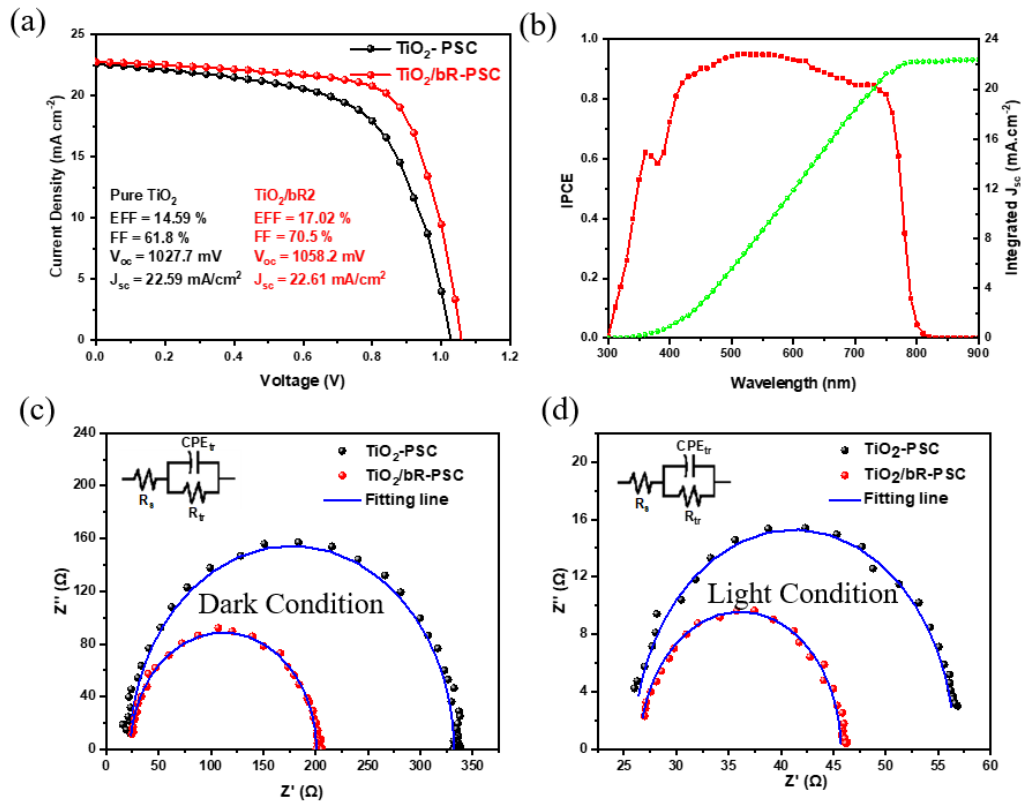 (a)
TiO2- PSC
TiO2/bR-PSC
Pure TiO2
EFF = 14.59 %
FF = 61.8 %
Voc = 1027.7 mV
Jsc = 22.59 mA/cm2
TiO2/bR2
EFF = 17.02 %
FF = 70.5 %
Voc = 1058.2 mV
Jsc = 22.61 mA/cm2
Current Density (mA cm-2)
25
20
15
10
5
0
0.0 0.2 0.4 0.6 0.8 1.0 1.2
Voltage (V)
(b)
IPCE
1.0
0.8
0.6
0.4
0.2
0.0
24
20
16
12
8
4
0
Integrated Jsc (mA.cm-2)
300 400 500 600 700 800 900
Wavelength (nm)
(c)
CPEtr
Rs
Rtr
TiO2-PSC
TiO2/bR-PSC
Fitting line
Dark Condition
Z'' (Ω)
240
200
160
120
80
40
0
0 50 100 150 200 250 300 350
Z' (Ω)
(d)
CPEtr
Rs
Rtr
TiO2-PSC
TiO2/bR-PSC
Fitting line
Light Condition
Z'' (Ω)
21
18
15
12
9
6
3
0
25 30 35 40 45 50 55 60
Z' (Ω)